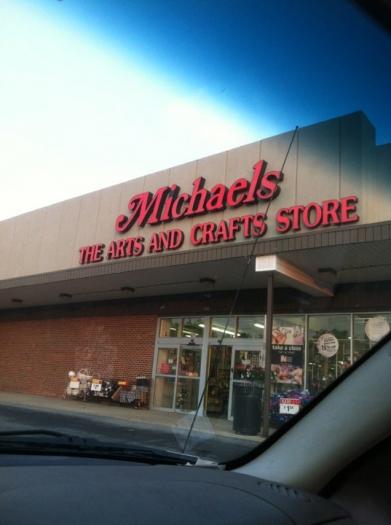 Michaels
THE ARTS AND CRAFTS STORE
take a class